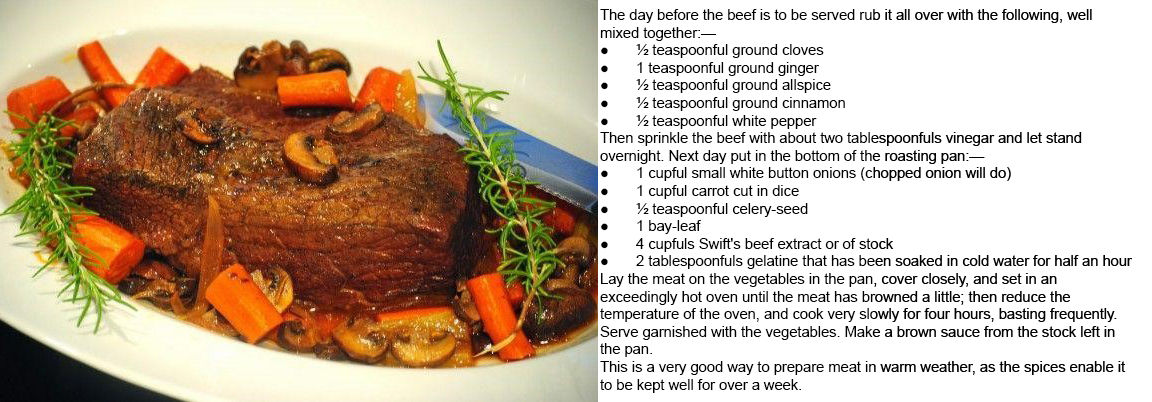 The day before the beef is to be served rub it all over with the following, well
mixed together:—
● ½ teaspoonful ground cloves
● 1 teaspoonful ground ginger
● ½ teaspoonful ground allspice
● ½ teaspoonful ground cinnamon
● ½ teaspoonful white pepper
Then sprinkle the beef with about two tablespoonfuls vinegar and let stand
overnight. Next day put in the bottom of the roasting pan:—
● 1 cupful small white button onions (chopped onion will do)
● 1 cupful carrot cut in dice
● ½ teaspoonful celery-seed
● 1 bay-leaf
● 4 cupfuls Swift's beef extract or of stock
● 2 tablespoonfuls gelatine that has been soaked in cold water for half an hour
Lay the meat on the vegetables in the pan, cover closely, and set in an
exceedingly hot oven until the meat has browned a little; then reduce the
temperature of the oven, and cook very slowly for four hours, basting frequently.
Serve garnished with the vegetables. Make a brown sauce from the stock left in
the pan.
This is a very good way to prepare meat in warm weather, as the spices enable it
to be kept well for over a week.